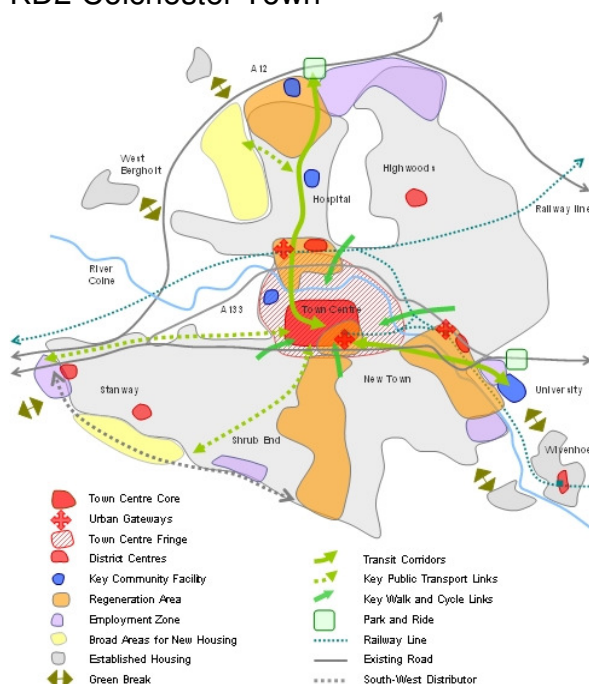 KD2 Colchester Town
A12
West
Bergholt
Highwoods
Hospital
Railway line
River
Colne
A133
Town Centre
Stanway
New Town
University
Shrub End
Wivenhoe
Town Centre Core
Urban Gateways
Town Centre Fringe
District Centres
Key Community Facility
Regeneration Area
Employment Zone
Broad Areas for New Housing
Established Housing
Green Break
Transit Corridors
Key Public Transport Links
Key Walk and Cycle Links
Park and Ride
Railway Line
Existing Road
South-West Distributor